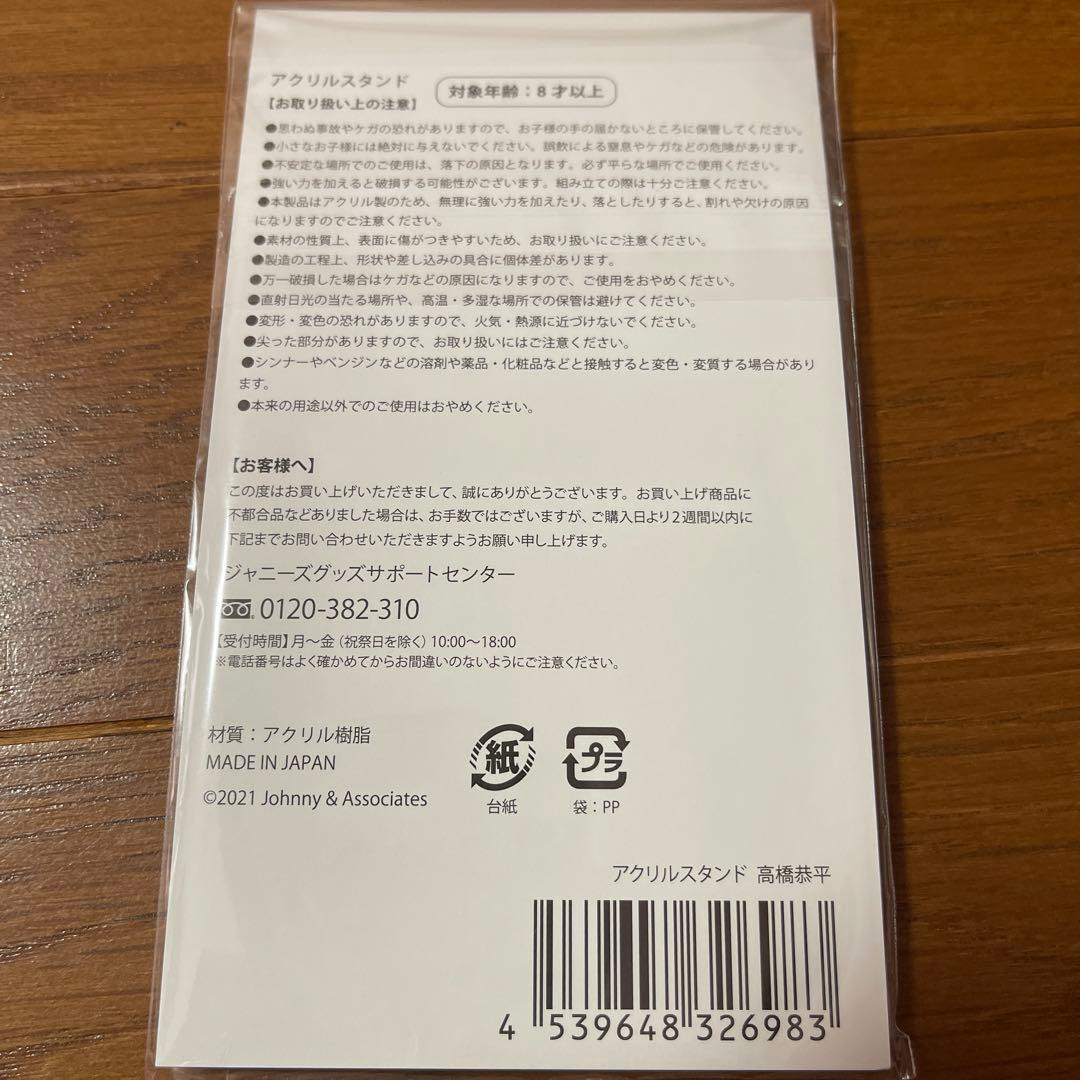 アクリルスタンド
対象年齢：8才以上
【お取り扱い上の注意】
●思わぬ事故やケガの恐れがありますので、お子様の手の届かないところに保管してください。
●小さなお子様には絶対に与えないでください。誤飲による窒息やケガなどの危険があります。
●不安定な場所でのご使用は、落下の原因となります。必ず平らな場所でご使用ください。
●強い力を加えると破損する可能性がございます。組み立ての際は十分ご注意ください。
●本製品はアクリル製のため、無理に強い力を加えたり、落としたりすると、割れや欠けの原因
になりますのでご注意ください。
●素材の性質上、表面に傷がつきやすいため、お取り扱いにご注意ください。
●製造の工程上、形状や差し込みの具合に個体差があります。
●万一破損した場合はケガなどの原因になりますので、ご使用をおやめください。
●直射日光の当たる場所や、高温・多湿な場所での保管は避けてください。
●変形・変色の恐れがありますので、火気・熱源に近づけないでください。
●尖った部分がありますので、お取り扱いにはご注意ください。
●シンナーやベンジンなどの溶剤や薬品・化粧品などと接触すると変色・変質する場合があり
ます。
●本来の用途以外でのご使用はおやめください。
【お客様へ】
この度はお買い上げいただきまして、誠にありがとうございます。お買い上げ商品に
不都合品などありました場合は、お手数ではございますが、ご購入日より2週間以内に
下記までお問い合わせいただきますようお願い申し上げます。
ジャニーズグッズサポートセンター
0120-382-310
【受付時間】月～金（祝祭日を除く）10:00～18:00
※電話番号はよく確かめてからお間違いのないようにご注意ください。
材質：アクリル樹脂
MADE IN JAPAN
©2021 Johnny & Associates
紙
台紙
プラ
袋：PP
アクリルスタンド 高橋恭平
4 539648 326983